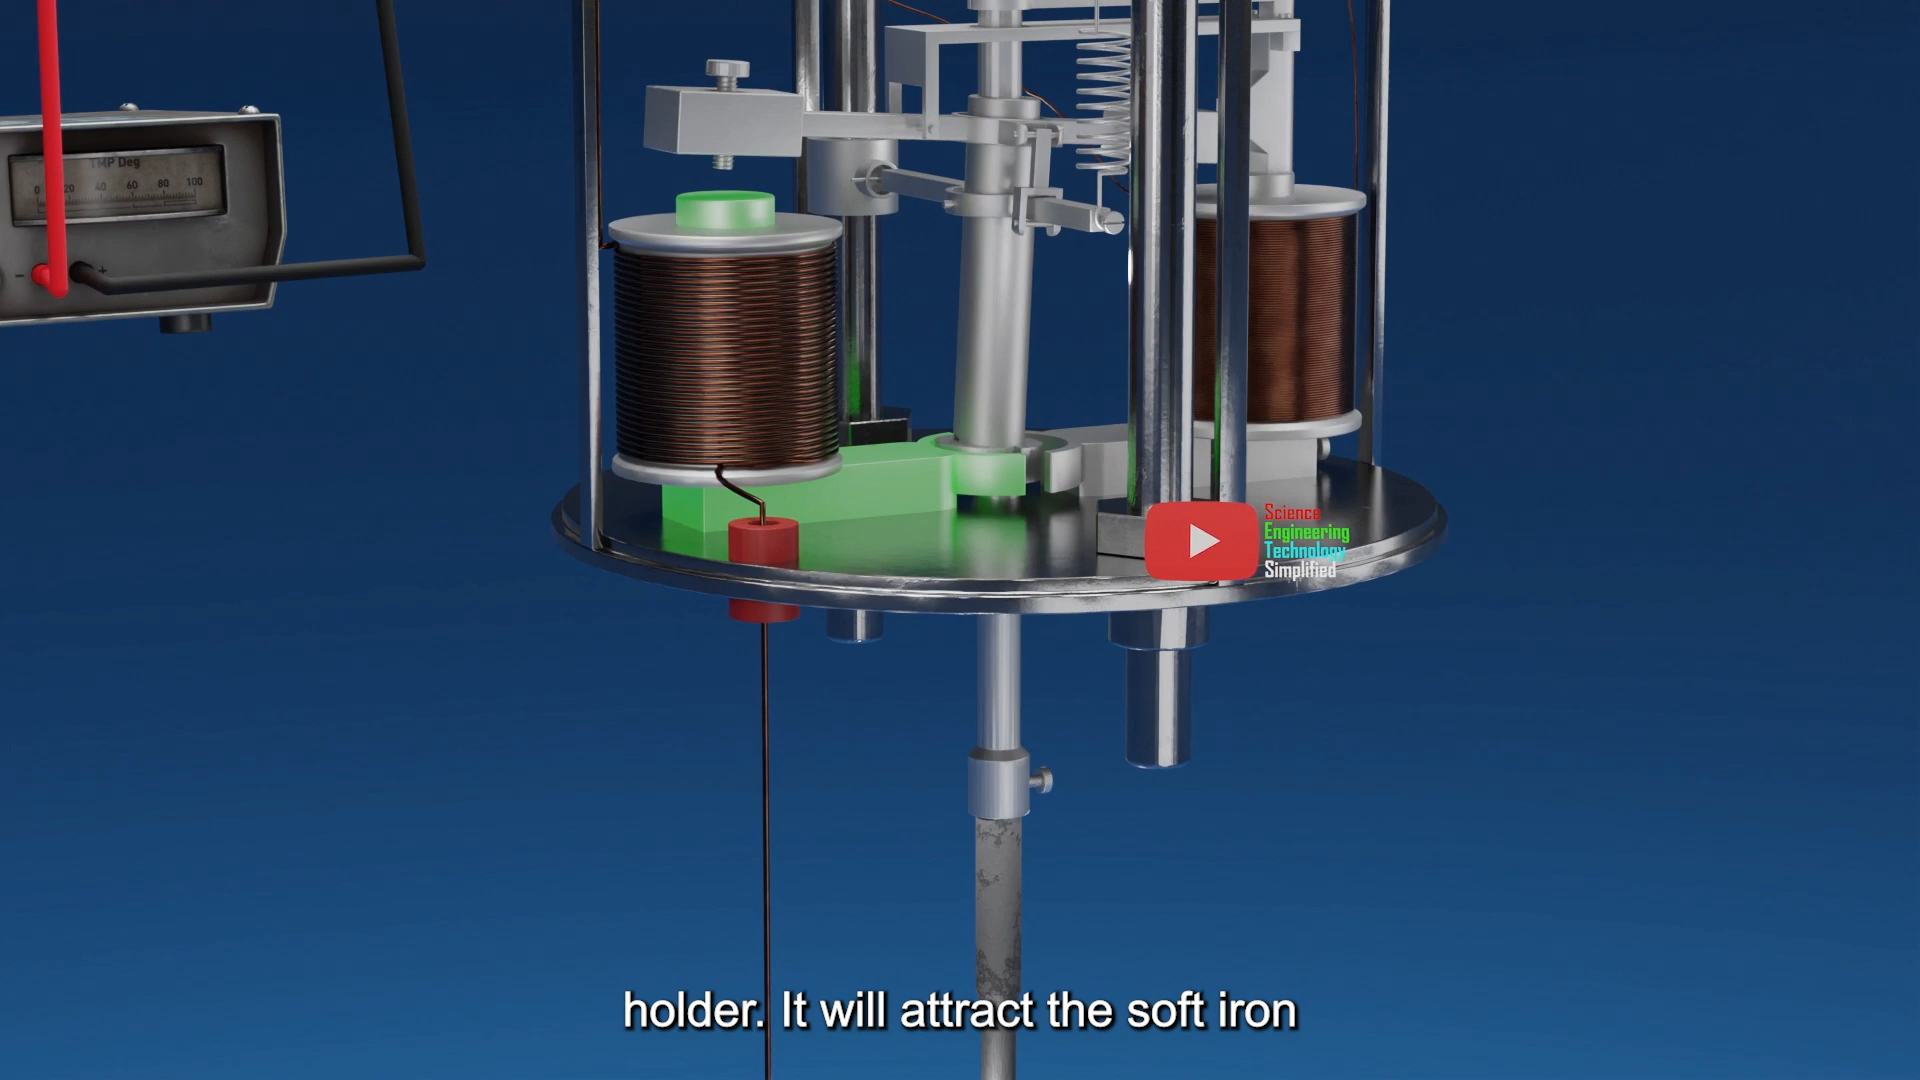 TMP Deg
0 20 40 60 80 100
- +
Science
Engineering
Technology
Simplified
holder. It will attract the soft iron